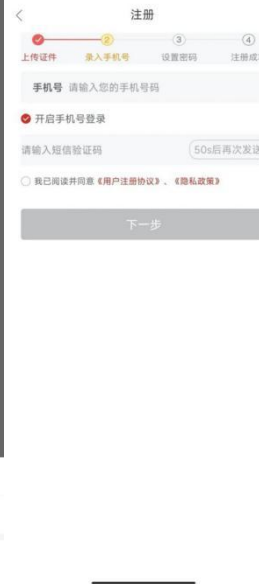 注册
② ③ ④
上传证件 录入手机号 设置密码 注册成
手机号 请输入您的手机号码
开启手机号登录
请输入短信验证码 50s后再次发送
我已阅读并同意《用户注册协议》、《隐私政策》
下一步